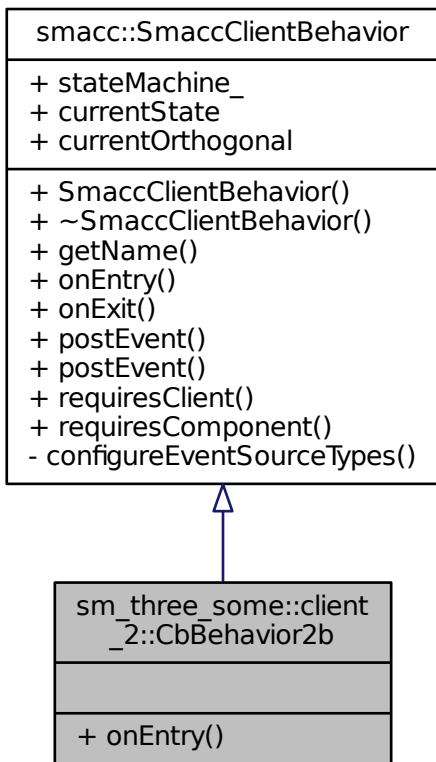 smacc::SmaccClientBehavior
+ stateMachine_
+ currentState
+ currentOrthogonal
+ SmaccClientBehavior()
+ ~SmaccClientBehavior()
+ getName()
+ onEntry()
+ onExit()
+ postEvent()
+ postEvent()
+ requiresClient()
+ requiresComponent()
- configureEventSourceTypes()
sm_three_some::client
_2::CbBehavior2b
+ onEntry()